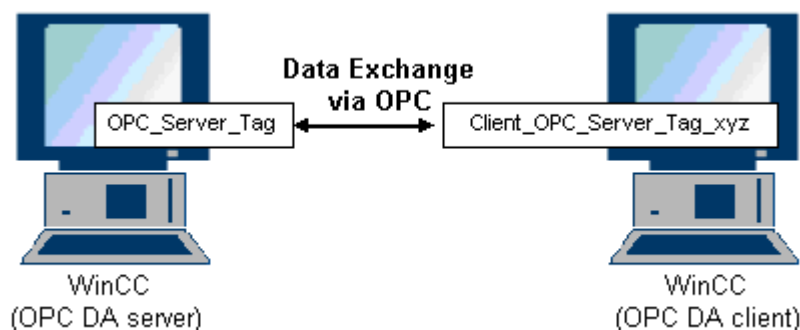 Data Exchange
via OPC
OPC_Server_Tag
Client_OPC_Server_Tag_xyz
WinCC
(OPC DA server)
WinCC
(OPC DA client)